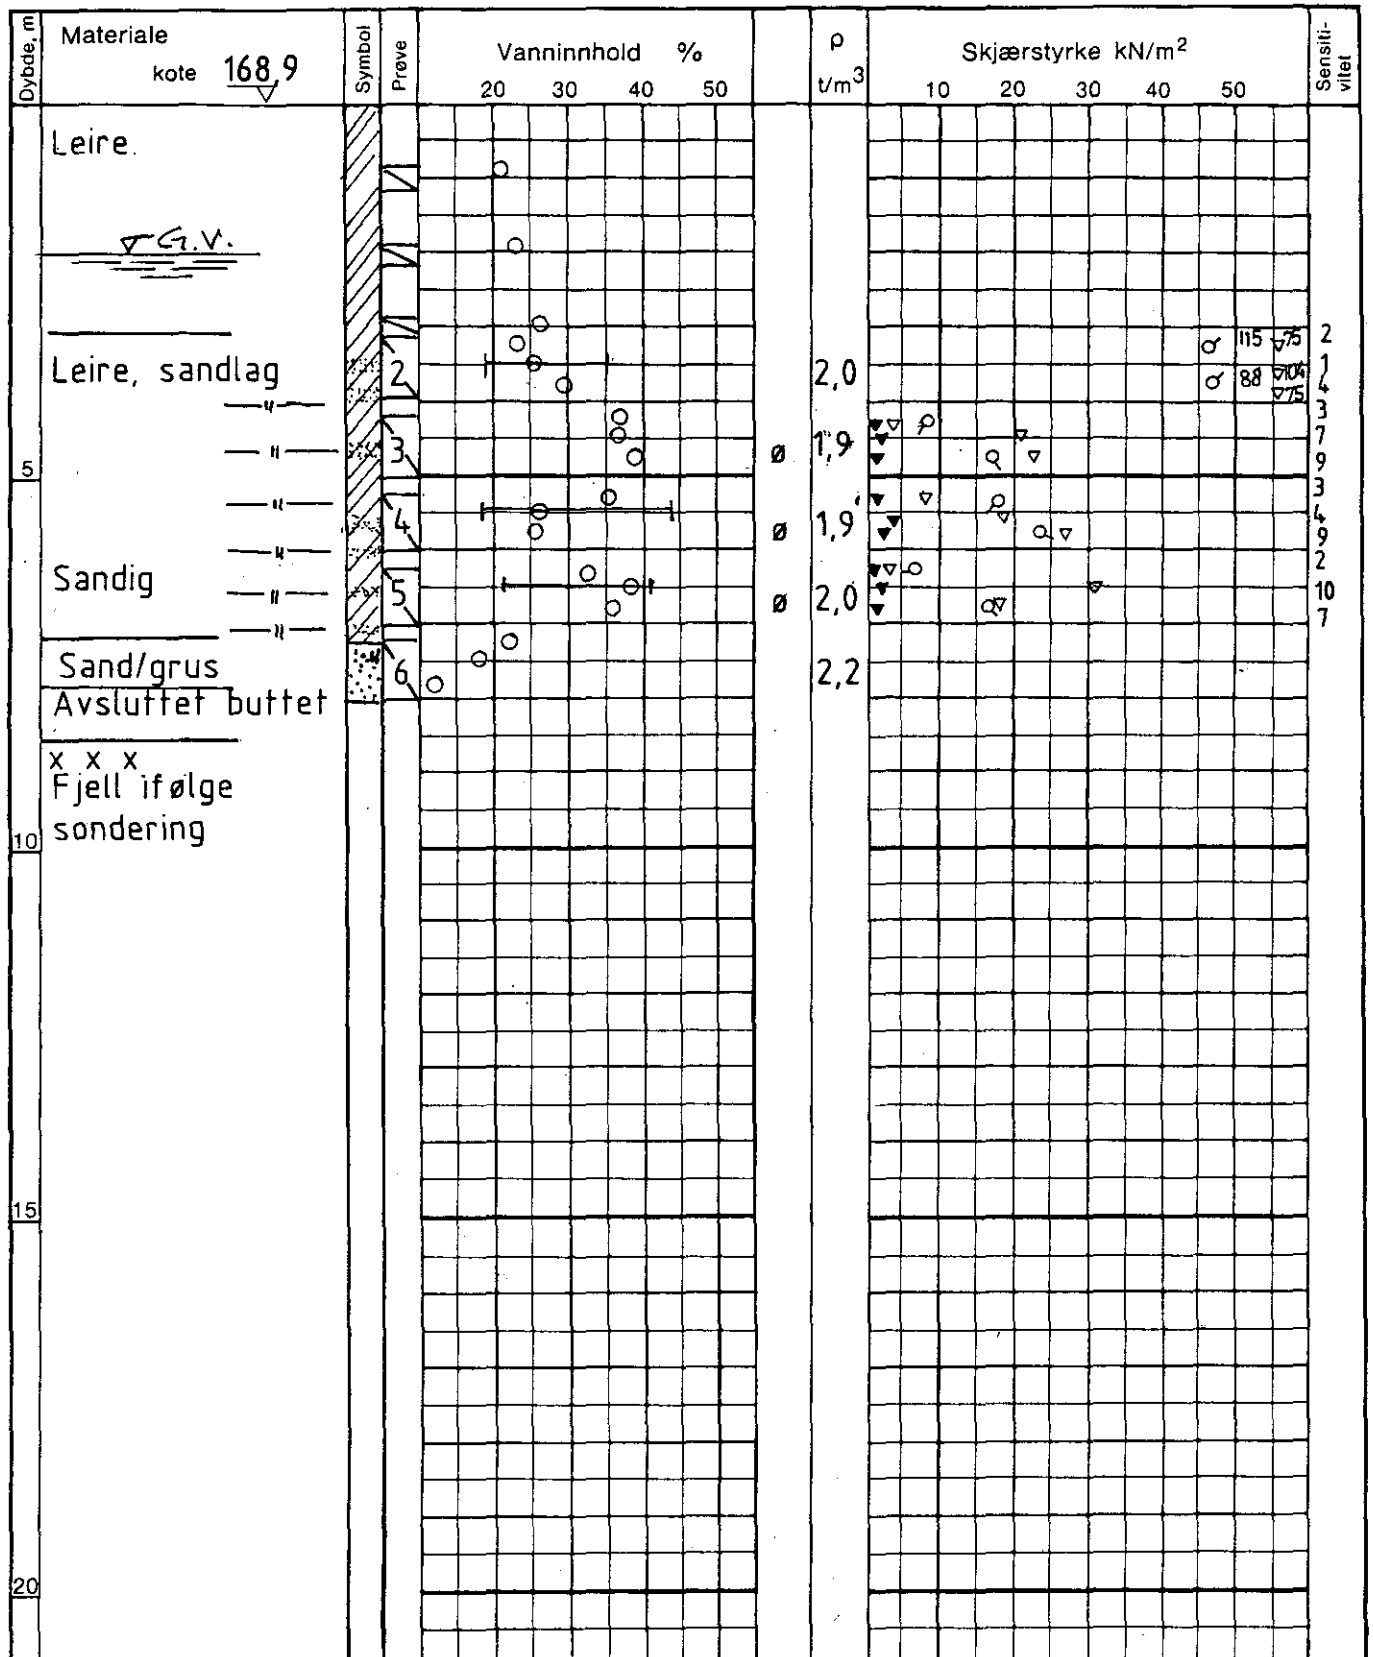 Dybde, m
Materiale
kote 168,9
Symbol
Prøve
Vanninnhold %
20 30 40 50
ρ
t/m³
Skjærstyrke kN/m²
10 20 30 40 50
Sensiti-
vitet
Leire.
G.V.
115 75 2
Leire, sandlag 2 2,0 1
88 104 4
75
—"— 3
7
—"— 3 ø 1,9 9
5
—"— 3
4 ø 1,9 4
9
—"— 2
Sandig
—"— 5 ø 2,0 10
7
—"—
Sand/grus 6 2,2
Avsluttet buttet
x x x
Fjell ifølge
10 sondering
15
20